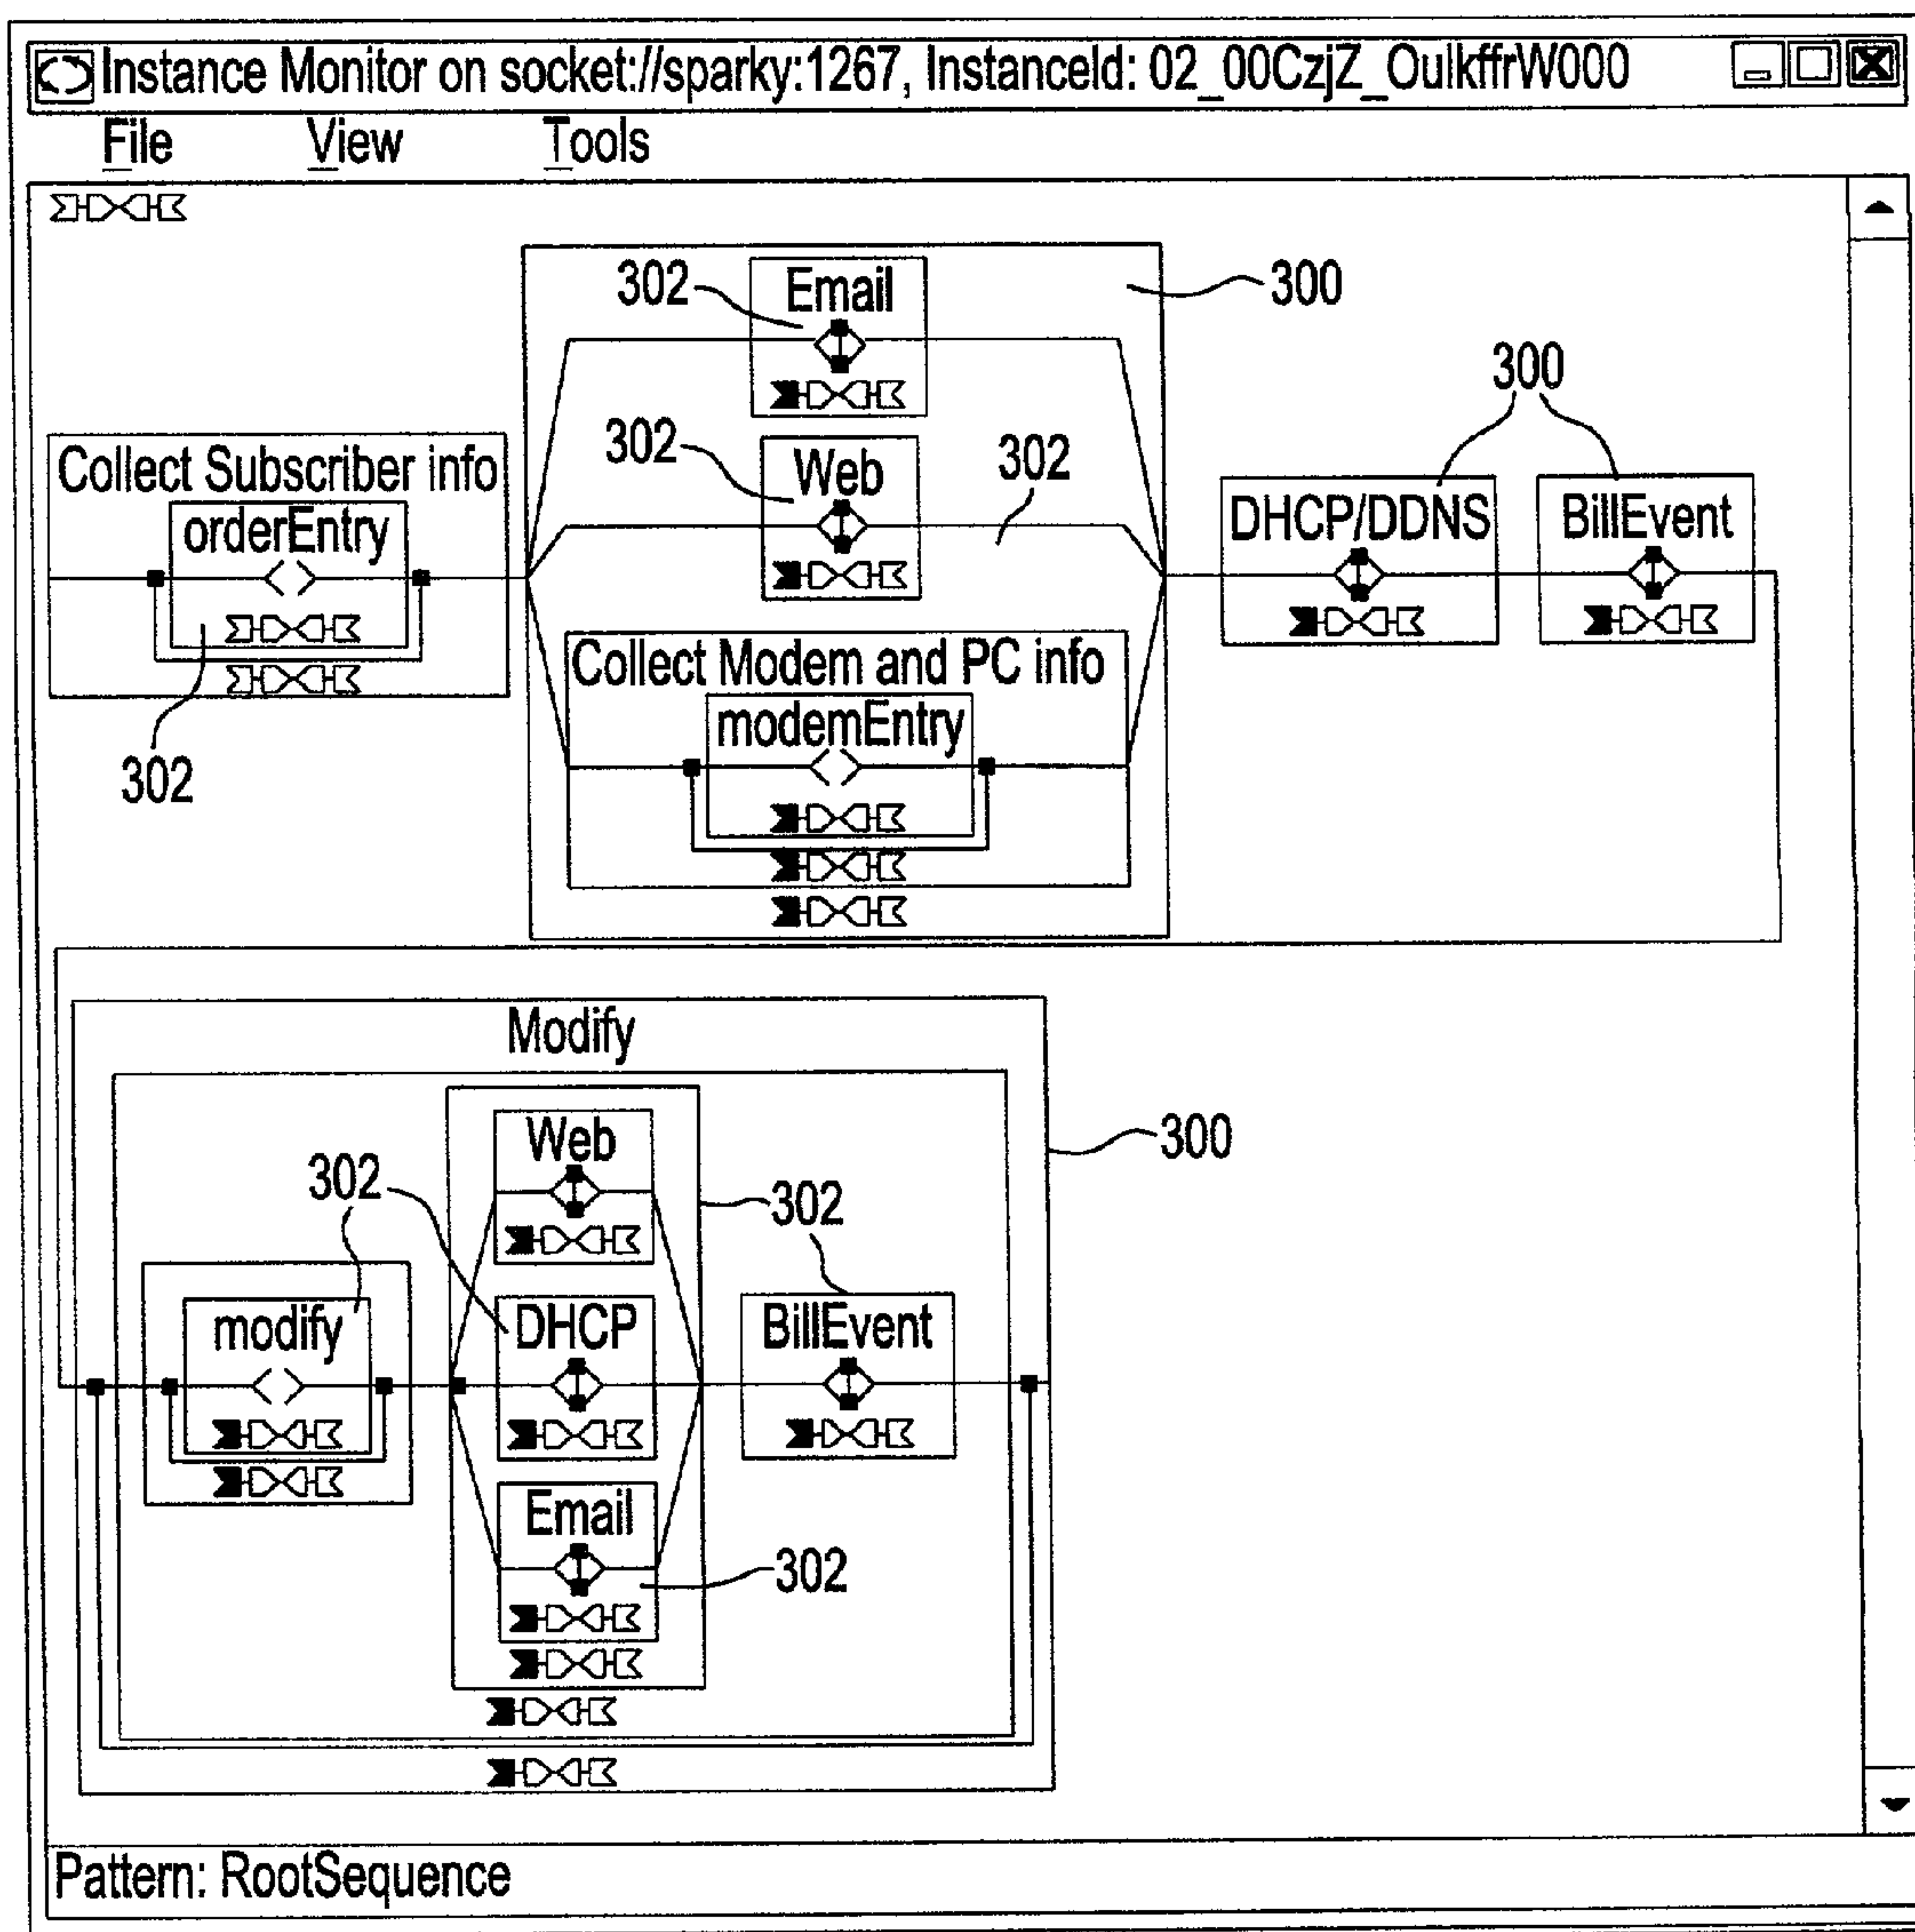 Instance Monitor on socket://sparky:1267, InstanceId: 02_00CzjZ_OulkffrW000
File View Tools
302 Email 300
300
302 Web 302
Collect Subscriber info
DHCP/DDNS BillEvent
orderEntry
Collect Modem and PC info
modemEntry
302
Modify
Web
300
302
302
modify DHCP BillEvent
Email
302
Pattern: RootSequence